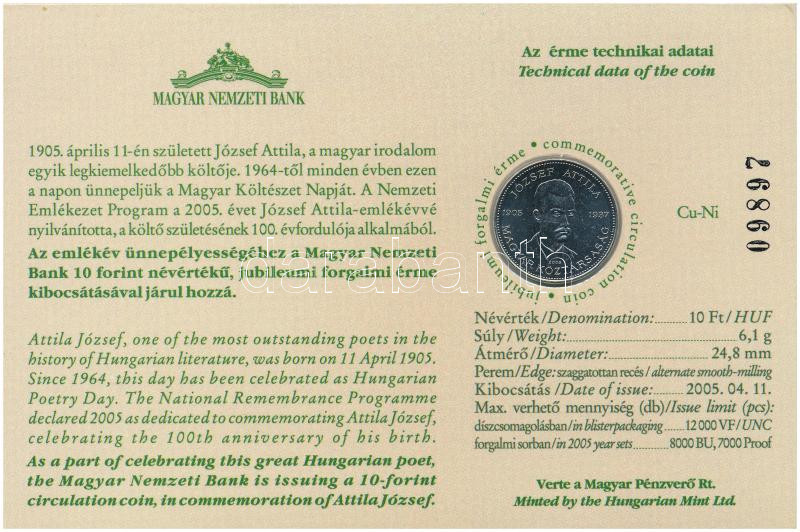 MAGYAR NEMZETI BANK
1905. április 11-én született József Attila, a magyar irodalom
egyik legkiemelkedőbb költője. 1964-től minden évben ezen
a napon ünnepeljük a Magyar Költészet Napját. A Nemzeti
Emlékezet Program a 2005. évet József Attila-emlékévvé
nyilvánította, a költő születésének 100. évfordulója alkalmából.
Az emlékév ünnepélyességéhez a Magyar Nemzeti
Bank 10 forint névértékű, jubileumi forgalmi érme
kibocsátásával járul hozzá.
Attila József, one of the most outstanding poets in the
history of Hungarian literature, was born on 11 April 1905.
Since 1964, this day has been celebrated as Hungarian
Poetry Day. The National Remembrance Programme
declared 2005 as dedicated to commemorating Attila József,
celebrating the 100th anniversary of his birth.
As a part of celebrating this great Hungarian poet,
the Magyar Nemzeti Bank is issuing a 10-forint
circulation coin, in commemoration of Attila József.
Az érme technikai adatai
Technical data of the coin
jubileumi forgalmi érme • commemorative circulation coin •
JÓZSEF ATTILA
1905 1937
2005
MAGYAR KÖZTÁRSASÁG
Cu-Ni
09897
darabanth
Névérték/Denomination:..........10 Ft/HUF
Súly/Weight:..........6,1 g
Átmérő/Diameter:..........24,8 mm
Perem/Edge: szaggatottan recés/alternate smooth-milling
Kibocsátás/Date of issue:..........2005. 04. 11.
Max. verhető mennyiség (db)/Issue limit (pcs):
díszcsomagolásban/in blisterpackaging..........12 000 VF/UNC
forgalmi sorban/in 2005 year sets..........8000 BU, 7000 Proof
Verte a Magyar Pénzverő Rt.
Minted by the Hungarian Mint Ltd.